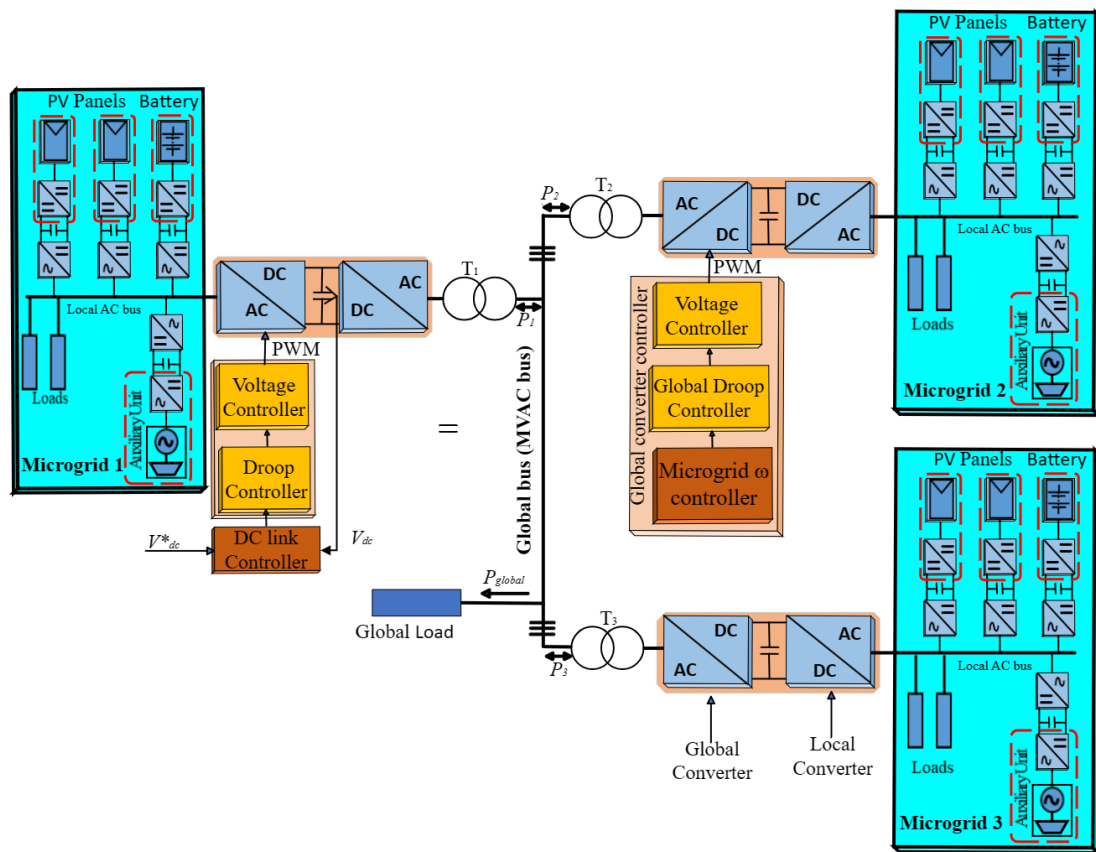 PV Panels Battery
Local AC bus
Loads
Auxiliary Unit
Microgrid 1
DC
AC
AC
DC
PWM
Voltage
Controller
Droop
Controller
DC link
Controller
V*dc
Vdc
T1
P1
=
Global bus (MVAC bus)
Pglobal
Global Load
P2
T2
AC
DC
DC
AC
PWM
Global converter controller
Voltage
Controller
Global Droop
Controller
Microgrid ω
controller
PV Panels Battery
Local AC bus
Loads
Auxiliary Unit
Microgrid 2
T3
P3
DC
AC
AC
DC
Global
Converter
Local
Converter
PV Panels Battery
Local AC bus
Loads
Auxiliary Unit
Microgrid 3